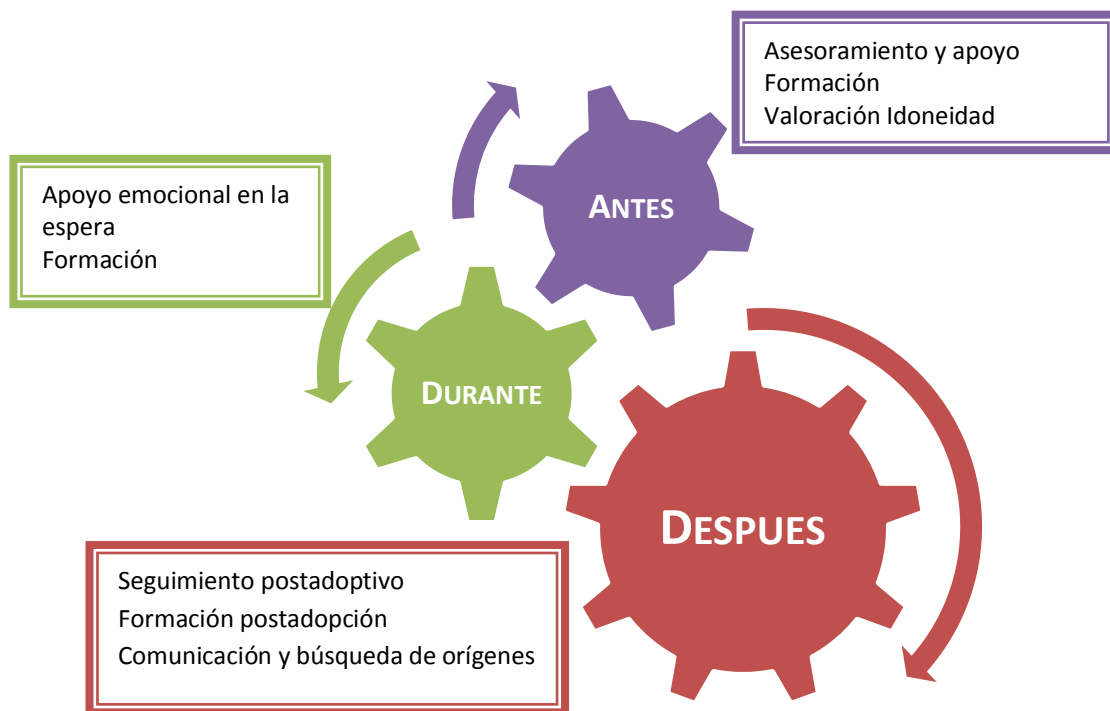 Asesoramiento y apoyo
Formación
Valoración Idoneidad
ANTES
Apoyo emocional en la
espera
Formación
DURANTE
DESPUES
Seguimiento postadoptivo
Formación postadopción
Comunicación y búsqueda de orígenes